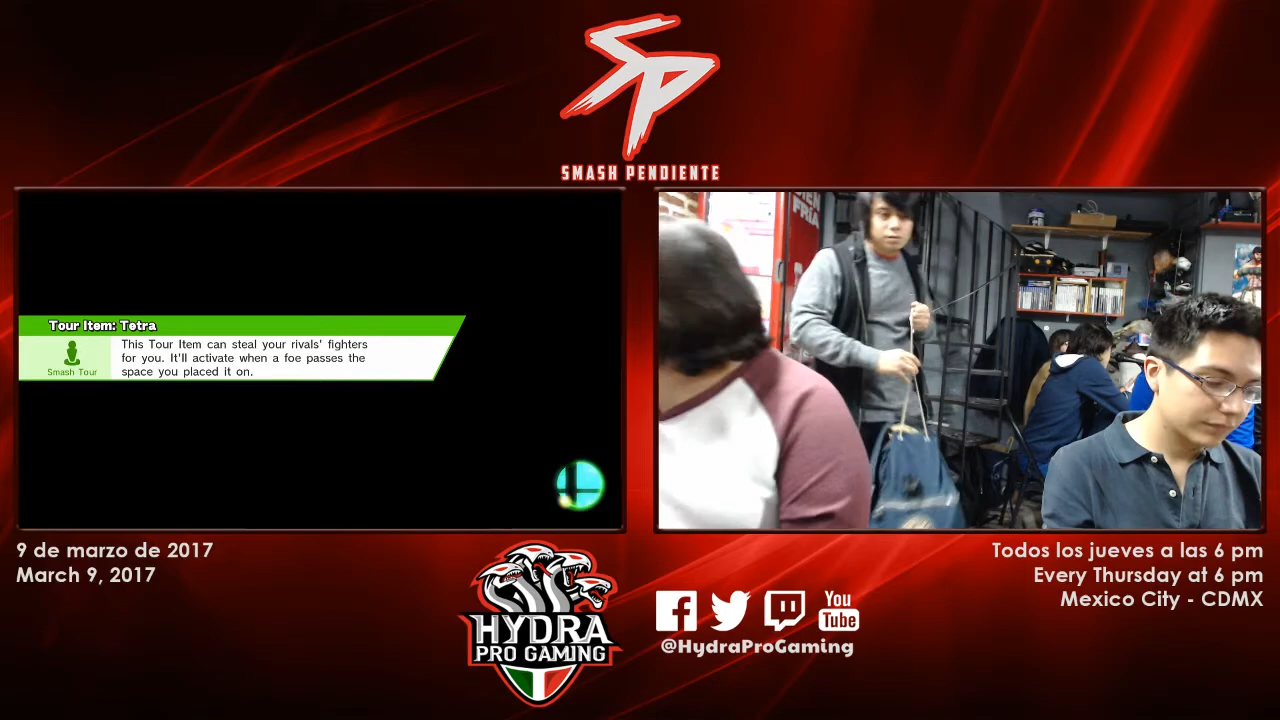 SP
SMASH PENDIENTE
Tour Item: Tetra
This Tour Item can steal your rivals' fighters
for you. It'll activate when a foe passes the
space you placed it on.
Smash Tour
BIEN
FRIA
9 de marzo de 2017
March 9, 2017
Todos los jueves a las 6 pm
Every Thursday at 6 pm
Mexico City - CDMX
HYDRA
PRO GAMING
You
Tube
@HydraProGaming